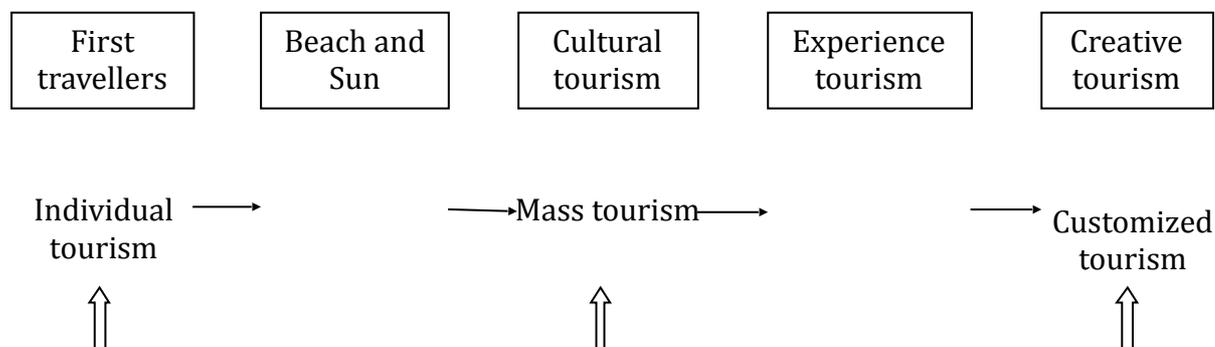 First
travellers
Beach and
Sun
Cultural
tourism
Experience
tourism
Creative
tourism
Individual
tourism
Mass tourism
Customized
tourism